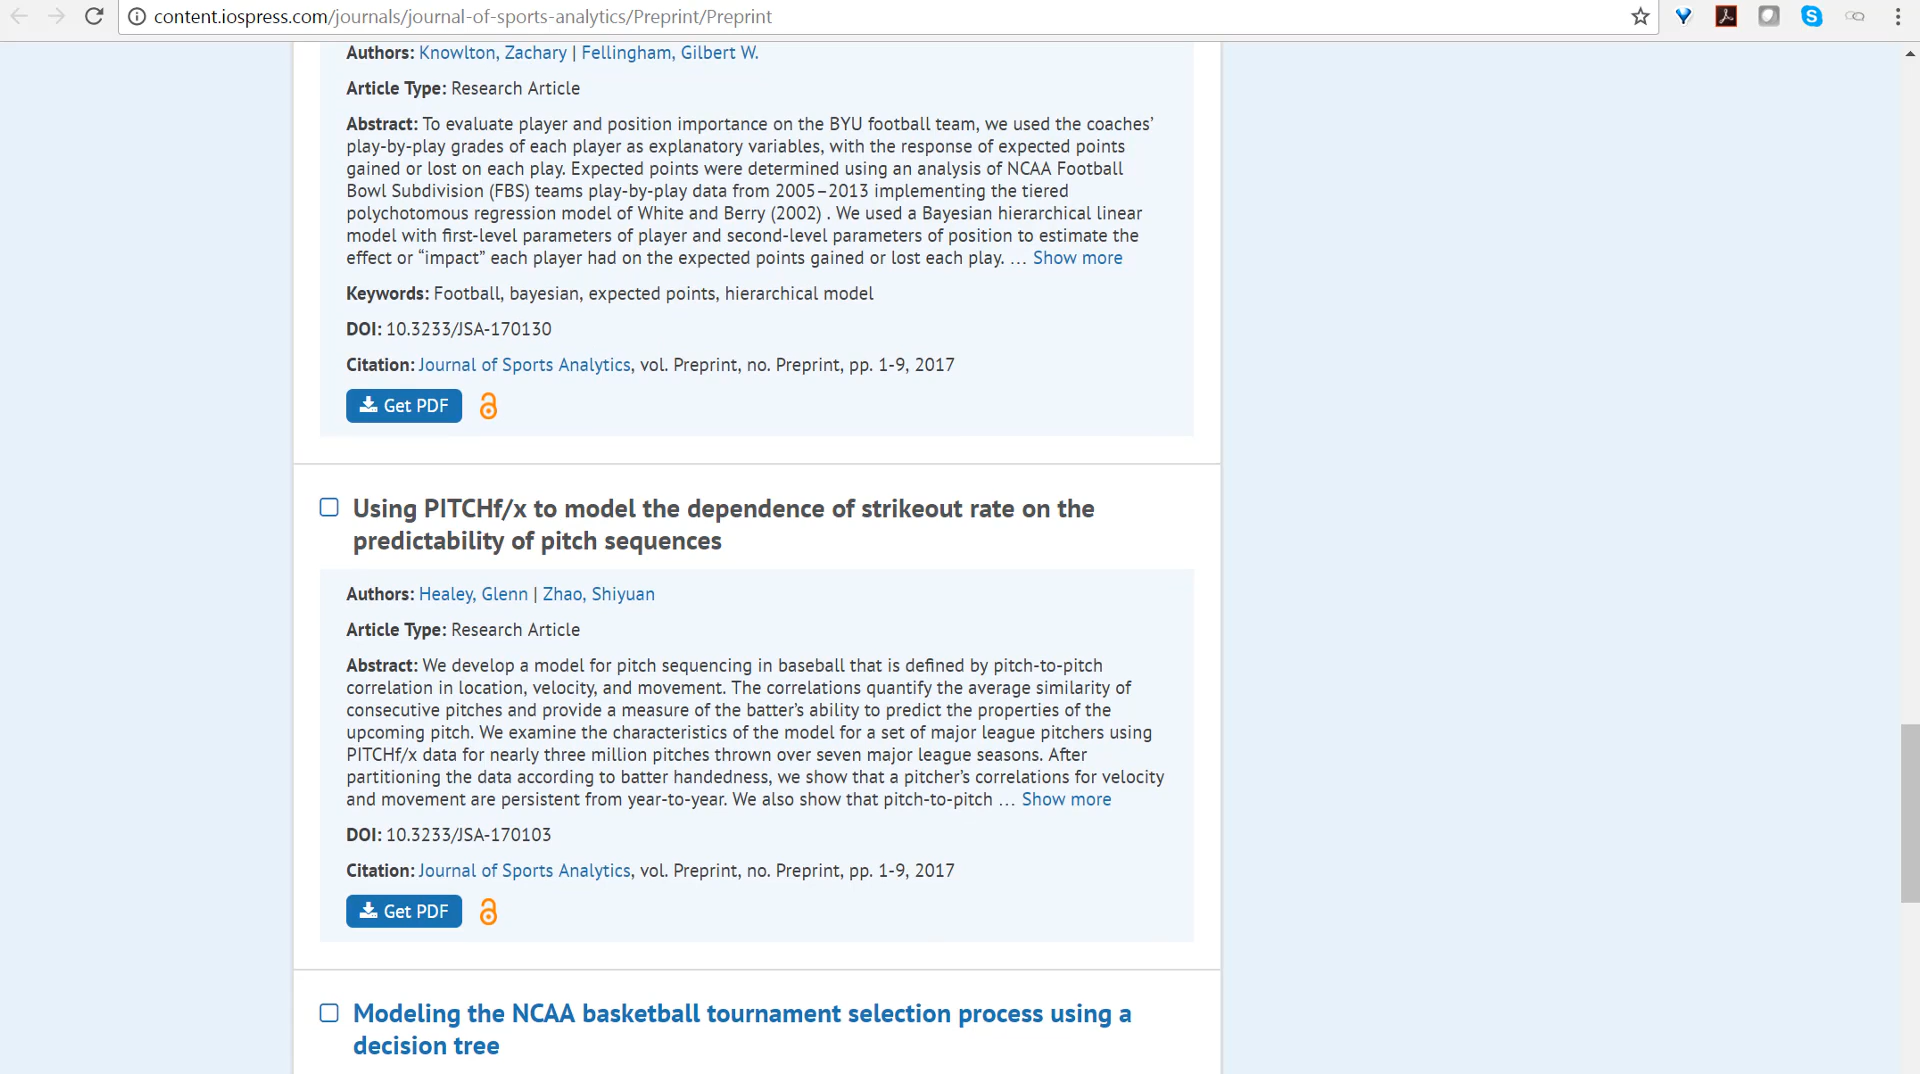 content.iospress.com/journals/journal-of-sports-analytics/Preprint/Preprint
Authors: Knowlton, Zachary | Fellingham, Gilbert W.
Article Type: Research Article
Abstract: To evaluate player and position importance on the BYU football team, we used the coaches’
play-by-play grades of each player as explanatory variables, with the response of expected points
gained or lost on each play. Expected points were determined using an analysis of NCAA Football
Bowl Subdivision (FBS) teams play-by-play data from 2005–2013 implementing the tiered
polychotomous regression model of White and Berry (2002) . We used a Bayesian hierarchical linear
model with first-level parameters of player and second-level parameters of position to estimate the
effect or “impact” each player had on the expected points gained or lost each play. … Show more
Keywords: Football, bayesian, expected points, hierarchical model
DOI: 10.3233/JSA-170130
Citation: Journal of Sports Analytics, vol. Preprint, no. Preprint, pp. 1-9, 2017
Get PDF
Using PITCHf/x to model the dependence of strikeout rate on the
predictability of pitch sequences
Authors: Healey, Glenn | Zhao, Shiyuan
Article Type: Research Article
Abstract: We develop a model for pitch sequencing in baseball that is defined by pitch-to-pitch
correlation in location, velocity, and movement. The correlations quantify the average similarity of
consecutive pitches and provide a measure of the batter’s ability to predict the properties of the
upcoming pitch. We examine the characteristics of the model for a set of major league pitchers using
PITCHf/x data for nearly three million pitches thrown over seven major league seasons. After
partitioning the data according to batter handedness, we show that a pitcher’s correlations for velocity
and movement are persistent from year-to-year. We also show that pitch-to-pitch … Show more
DOI: 10.3233/JSA-170103
Citation: Journal of Sports Analytics, vol. Preprint, no. Preprint, pp. 1-9, 2017
Get PDF
Modeling the NCAA basketball tournament selection process using a
decision tree